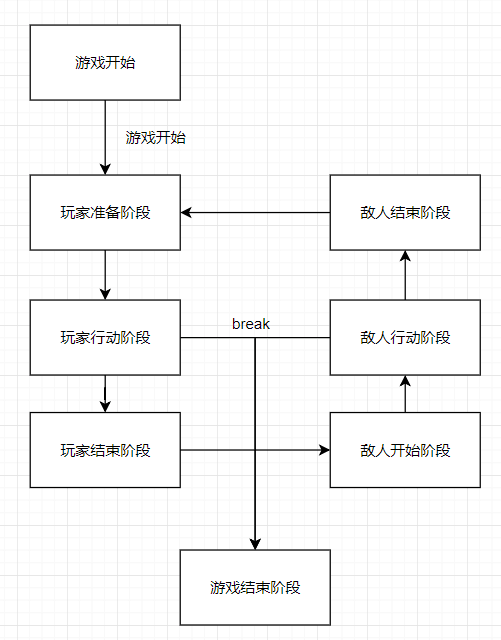 游戏开始
游戏开始
玩家准备阶段
敌人结束阶段
玩家行动阶段
break
敌人行动阶段
玩家结束阶段
敌人开始阶段
游戏结束阶段